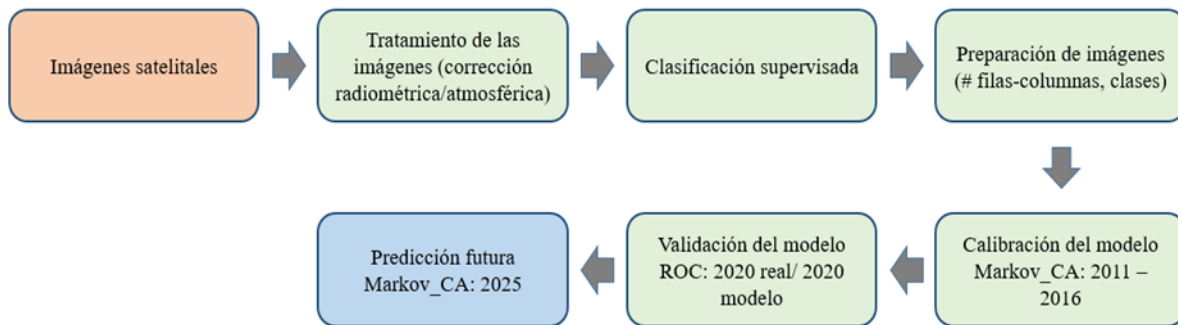 Imágenes satelitales
Tratamiento de las
imágenes (corrección
radiométrica/atmosférica)
Clasificación supervisada
Preparación de imágenes
(# filas-columnas, clases)
Calibración del modelo
Markov_CA: 2011 –
2016
Validación del modelo
ROC: 2020 real/ 2020
modelo
Predicción futura
Markov_CA: 2025